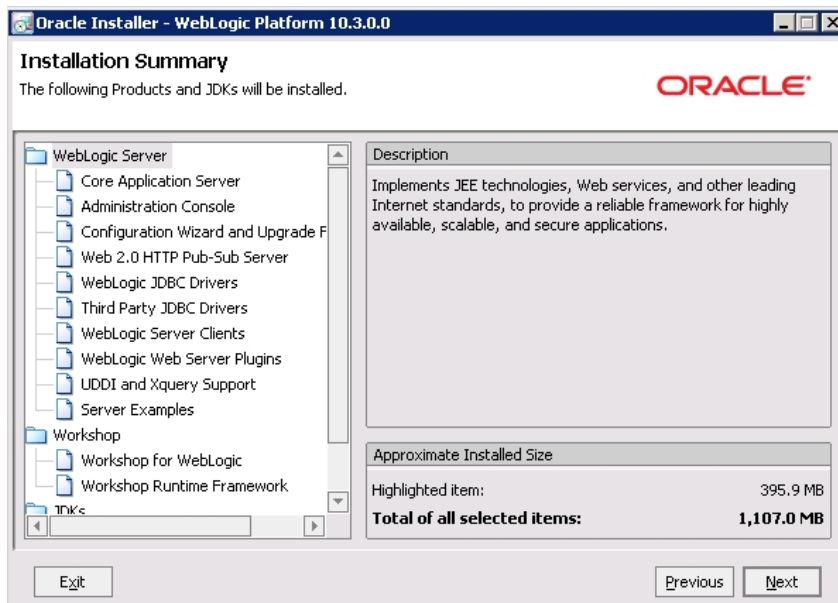 Oracle Installer - WebLogic Platform 10.3.0.0
Installation Summary
The following Products and JDKs will be installed.
ORACLE
WebLogic Server
Core Application Server
Administration Console
Configuration Wizard and Upgrade F
Web 2.0 HTTP Pub-Sub Server
WebLogic JDBC Drivers
Third Party JDBC Drivers
WebLogic Server Clients
WebLogic Web Server Plugins
UDDI and Xquery Support
Server Examples
Workshop
Workshop for WebLogic
Workshop Runtime Framework
JDKs
Description
Implements JEE technologies, Web services, and other leading
Internet standards, to provide a reliable framework for highly
available, scalable, and secure applications.
Approximate Installed Size
Highlighted item: 395.9 MB
Total of all selected items: 1,107.0 MB
Exit
Previous
Next